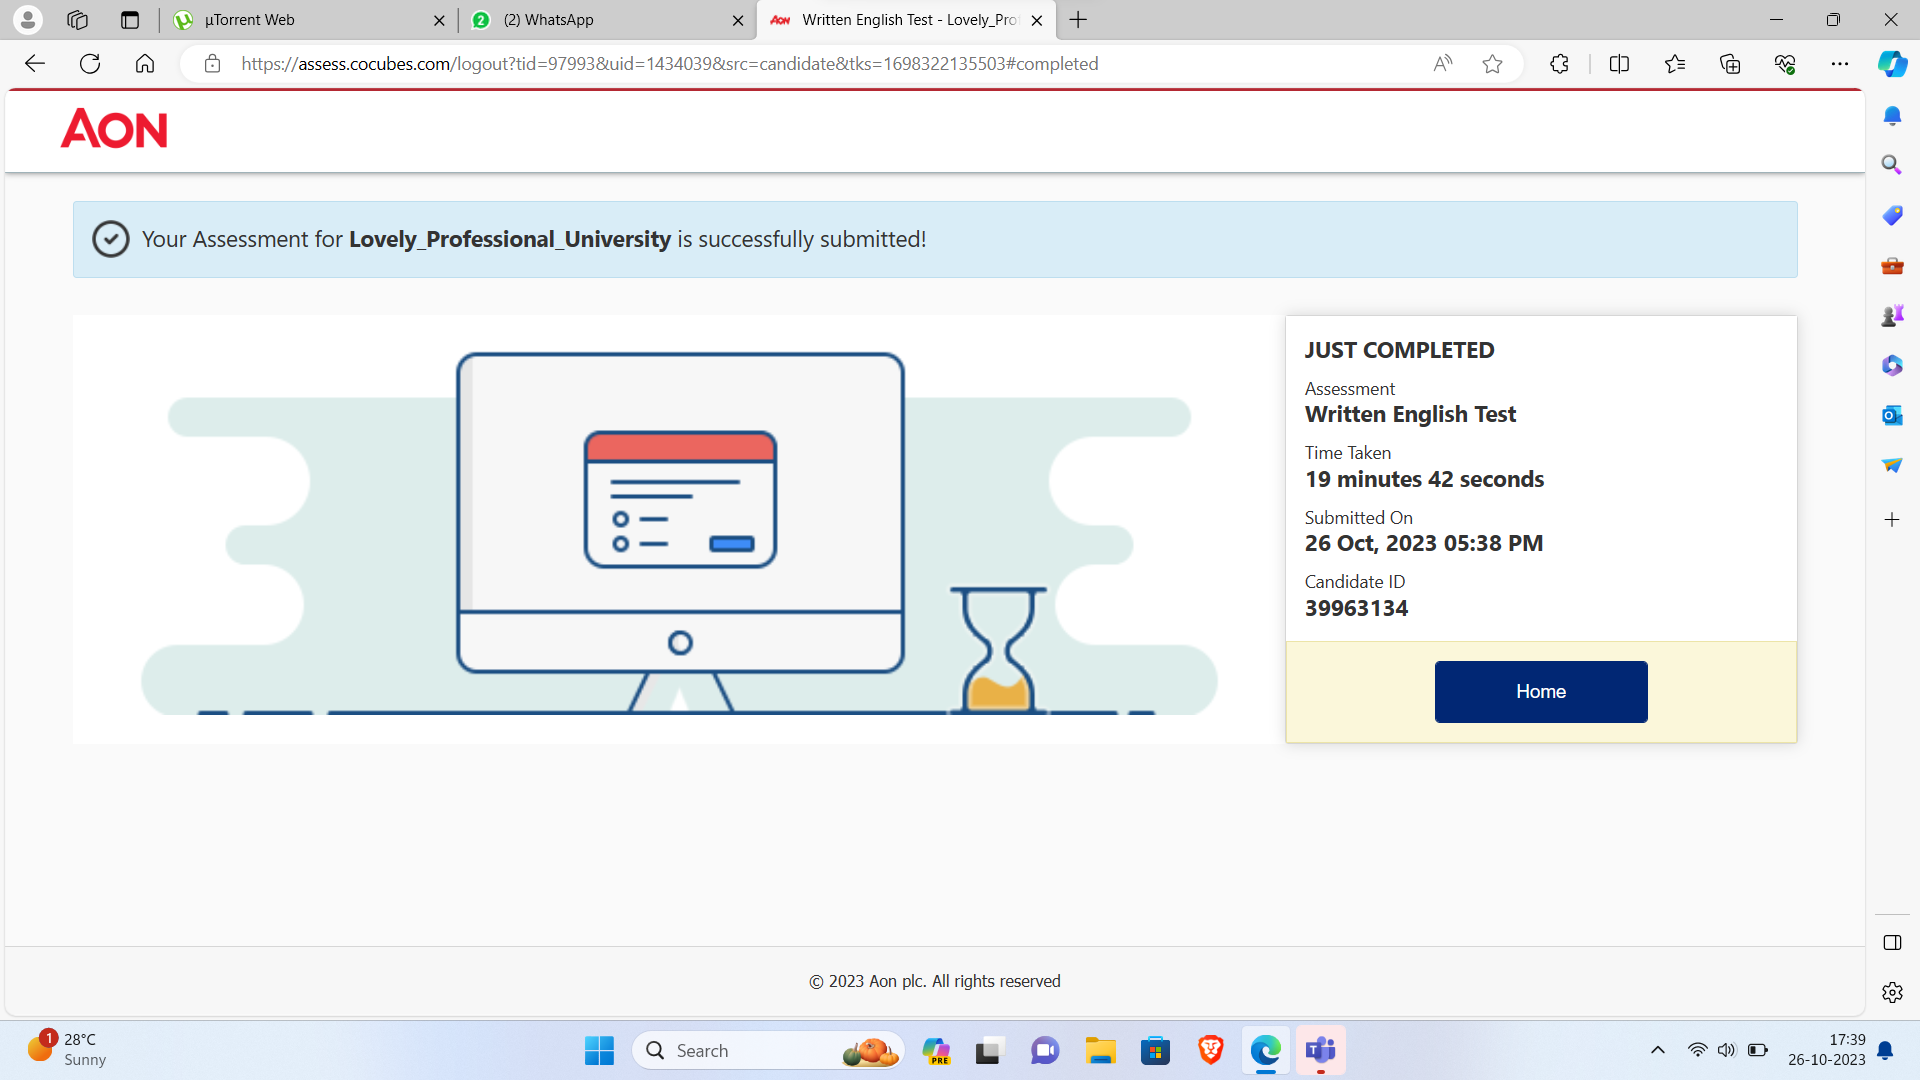 µTorrent Web
(2) WhatsApp
Written English Test - Lovely_Prof
https://assess.cocubes.com/logout?tid=97993&uid=1434039&src=candidate&tks=1698322135503#completed
AON
Your Assessment for Lovely_Professional_University is successfully submitted!
JUST COMPLETED
Assessment
Written English Test
Time Taken
19 minutes 42 seconds
Submitted On
26 Oct, 2023 05:38 PM
Candidate ID
39963134
Home
© 2023 Aon plc. All rights reserved
1
28°C
Sunny
Search
PRE
17:39
26-10-2023